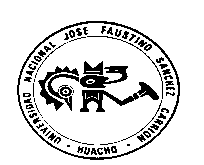 UNIVERSIDAD NACIONAL JOSE FAUSTINO SANCHEZ CARRION
- HUACHO -